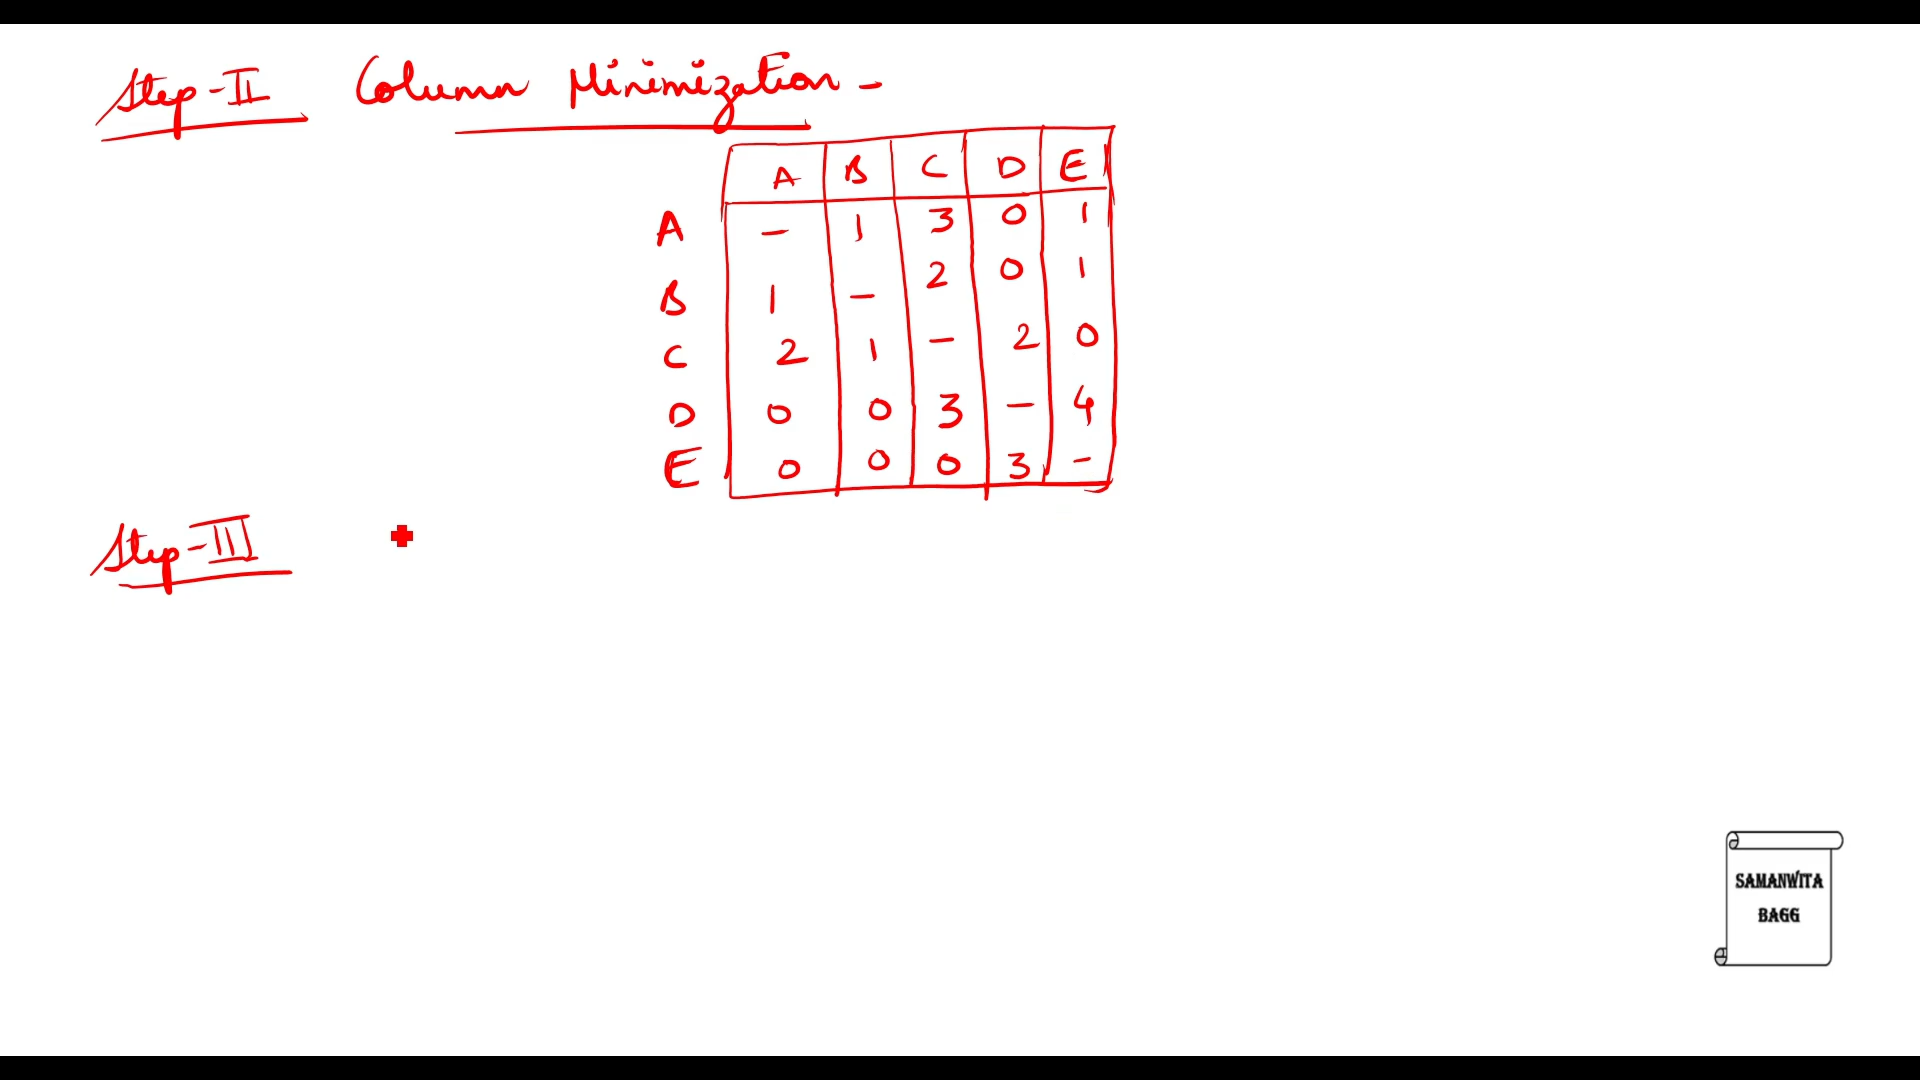 Step-II Column Minimization -
A B C D E
A - 1 3 0 1
B 1 - 2 0 1
C 2 1 - 2 0
D 0 0 3 - 4
E 0 0 0 3 -
Step-III
SAMANWITA
BAGG